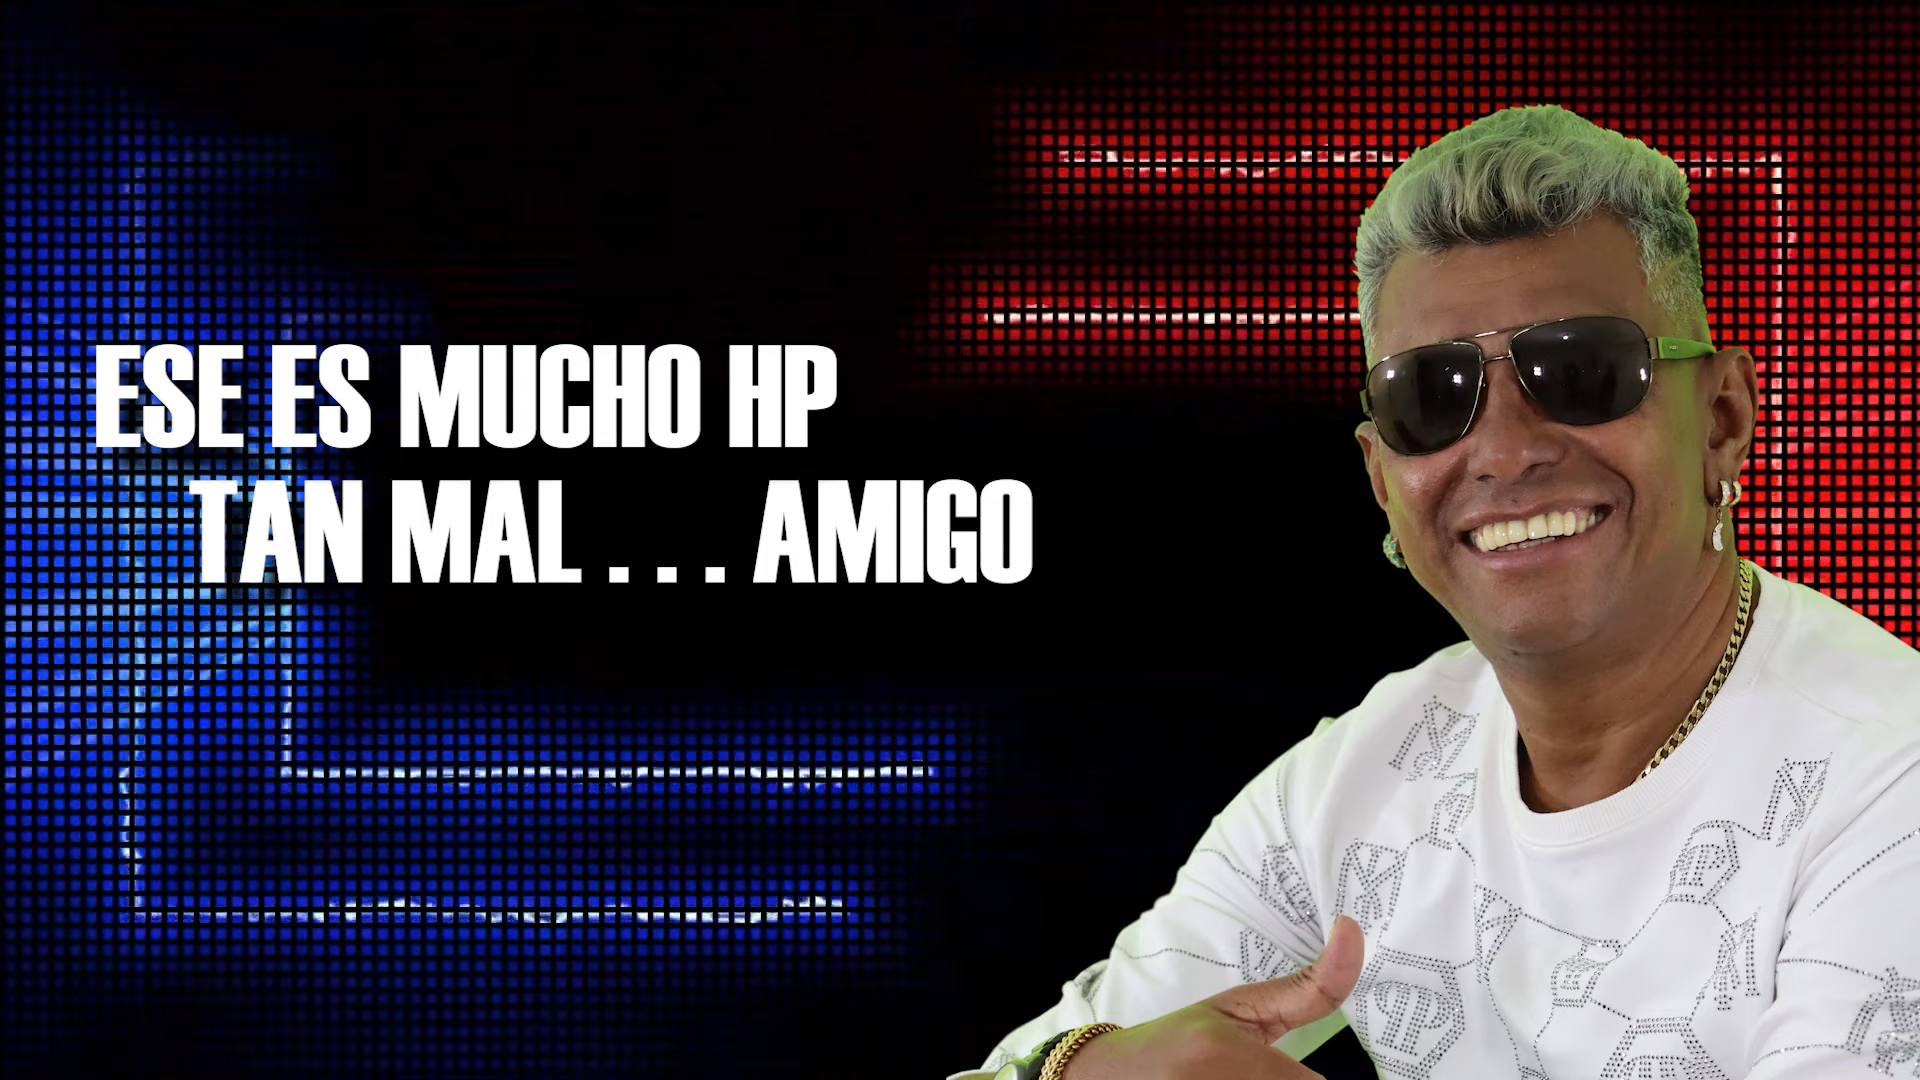 ESE ES MUCHO HP
TAN MAL . . . AMIGO